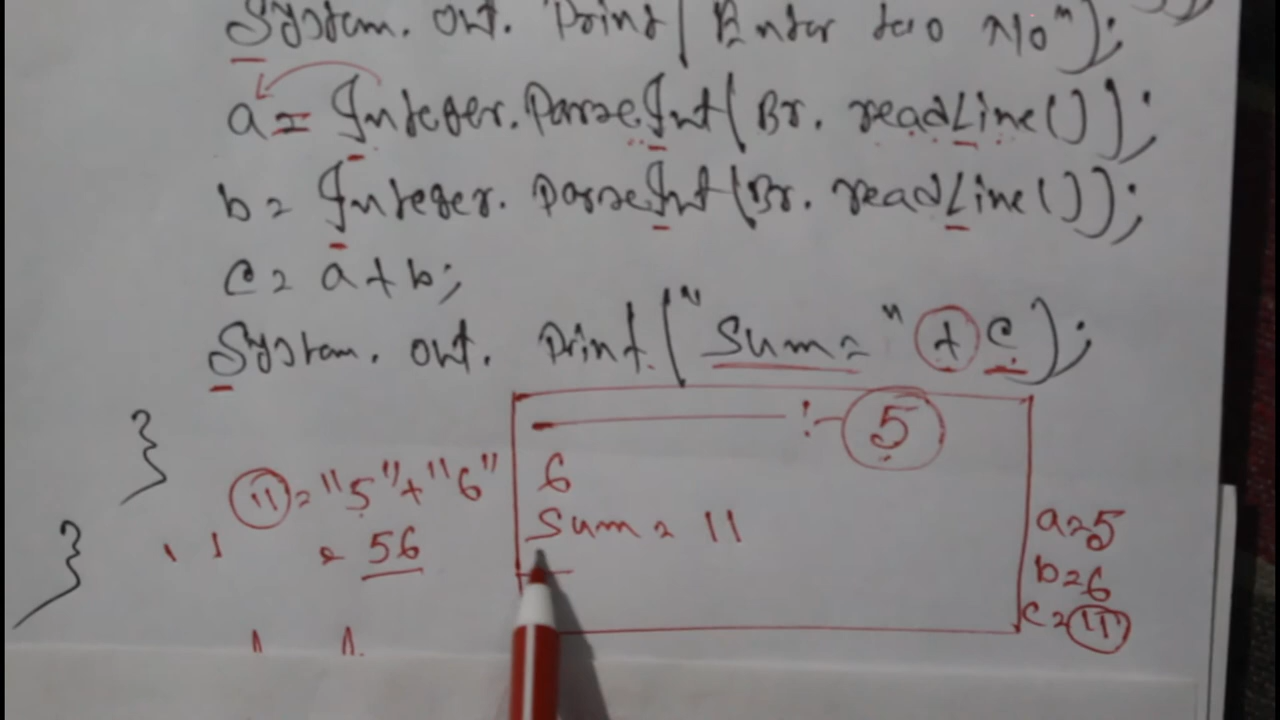 System. out. Print( Enter two No");
a = Integer.ParseInt(Br. readLine());
b = Integer. ParseInt(Br. readLine());
c = a + b;
System. out. Print("Sum=" + c);
}
}
:- 5
6
Sum = 11
11 = "5" + "6"
= 56
a=5
b=6
c=11